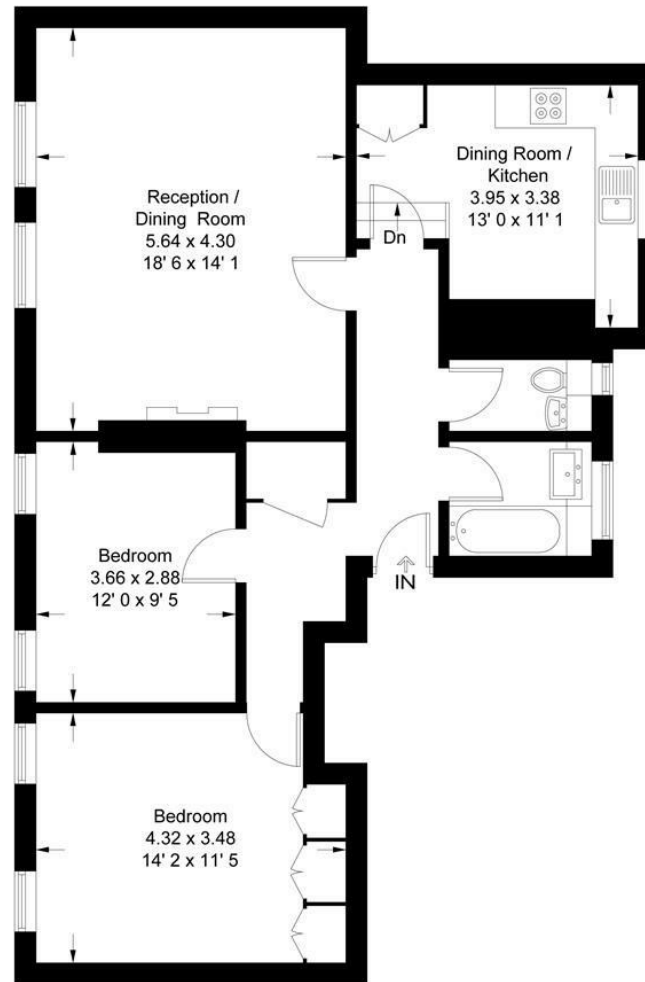 Reception /
Dining Room
5.64 x 4.30
18' 6 x 14' 1
Dining Room /
Kitchen
3.95 x 3.38
13' 0 x 11' 1
Dn
Bedroom
3.66 x 2.88
12' 0 x 9' 5
IN
Bedroom
4.32 x 3.48
14' 2 x 11' 5